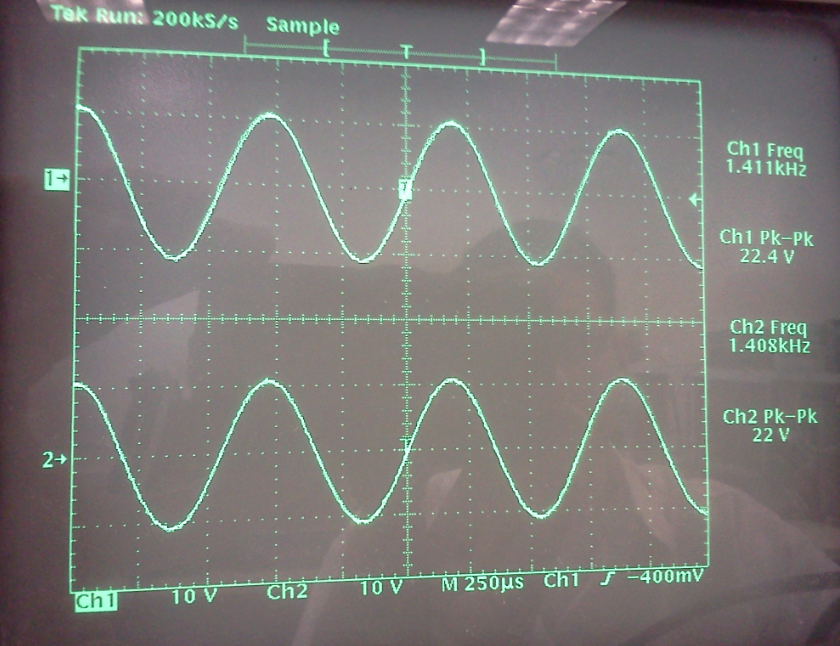 Tek Run: 200kS/s Sample
[ T ]
1→
T
Ch1 Freq
1.411kHz
Ch1 Pk-Pk
22.4 V
Ch2 Freq
1.408kHz
Ch2 Pk-Pk
22 V
2→
Ch1 10 V Ch2 10 V M 250µs Ch1 ƒ -400mV